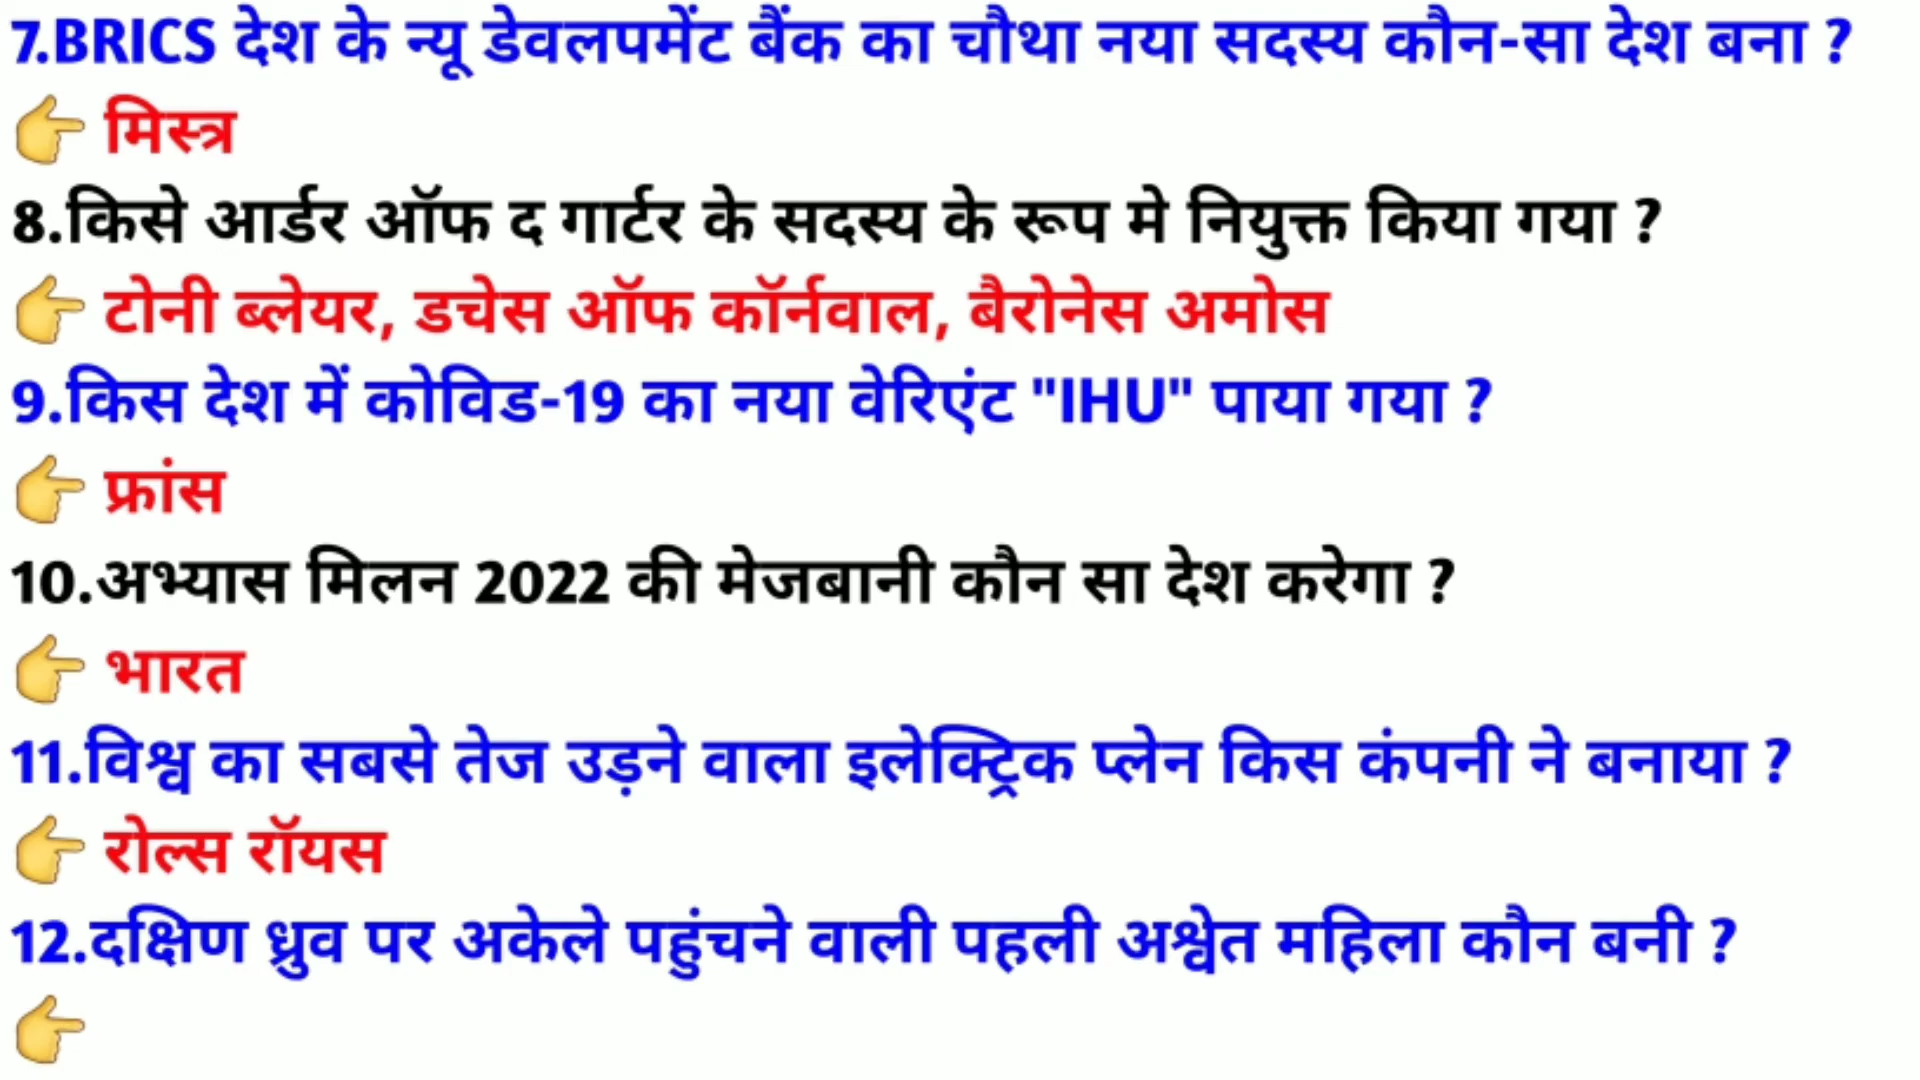 7.BRICS देश के न्यू डेवलपमेंट बैंक का चौथा नया सदस्य कौन-सा देश बना ?
👉 मिस्त्र
8.किसे आर्डर ऑफ द गार्टर के सदस्य के रूप मे नियुक्त किया गया ?
👉 टोनी ब्लेयर, डचेस ऑफ कॉर्नवाल, बैरोनेस अमोस
9.किस देश में कोविड-19 का नया वेरिएंट "IHU" पाया गया ?
👉 फ्रांस
10.अभ्यास मिलन 2022 की मेजबानी कौन सा देश करेगा ?
👉 भारत
11.विश्व का सबसे तेज उड़ने वाला इलेक्ट्रिक प्लेन किस कंपनी ने बनाया ?
👉 रोल्स रॉयस
12.दक्षिण ध्रुव पर अकेले पहुंचने वाली पहली अश्वेत महिला कौन बनी ?
👉